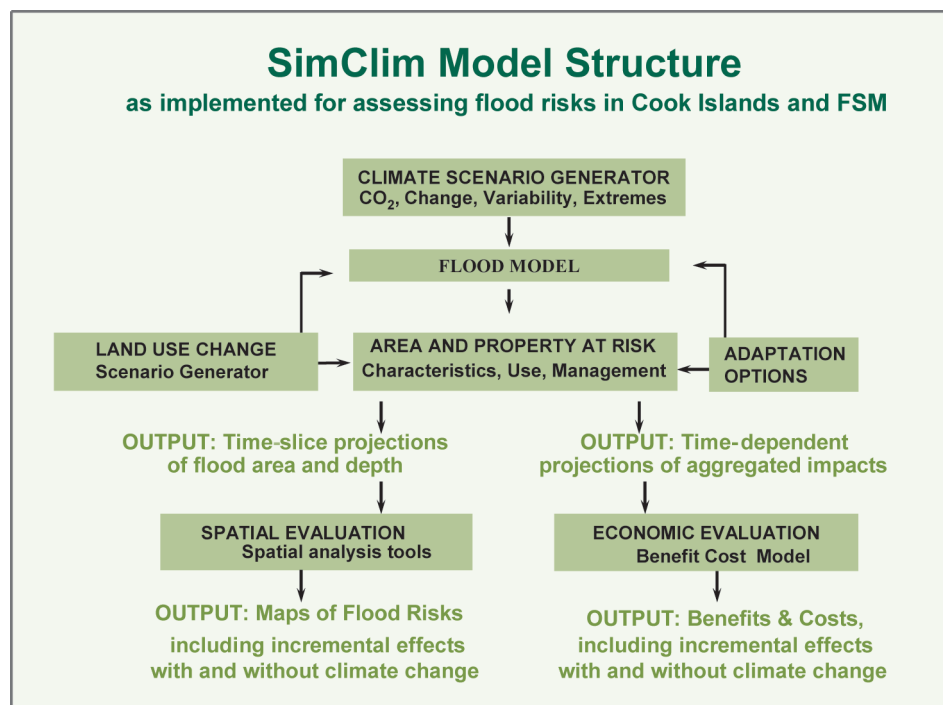 SimClim Model Structure
as implemented for assessing flood risks in Cook Islands and FSM
CLIMATE SCENARIO GENERATOR
CO₂, Change, Variability, Extremes
FLOOD MODEL
LAND USE CHANGE
Scenario Generator
AREA AND PROPERTY AT RISK
Characteristics, Use, Management
ADAPTATION
OPTIONS
OUTPUT: Time-slice projections
of flood area and depth
OUTPUT: Time-dependent
projections of aggregated impacts
SPATIAL EVALUATION
Spatial analysis tools
ECONOMIC EVALUATION
Benefit Cost Model
OUTPUT: Maps of Flood Risks
including incremental effects
with and without climate change
OUTPUT: Benefits & Costs,
including incremental effects
with and without climate change